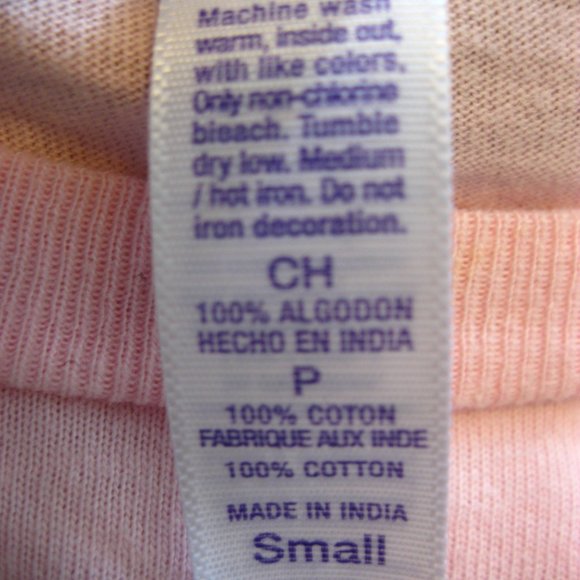 Machine wash
warm, inside out,
with like colors.
Only non-chlorine
bleach. Tumble
dry low. Medium
/ hot iron. Do not
iron decoration.
CH
100% ALGODON
HECHO EN INDIA
P
100% COTON
FABRIQUE AUX INDE
100% COTTON
MADE IN INDIA
Small